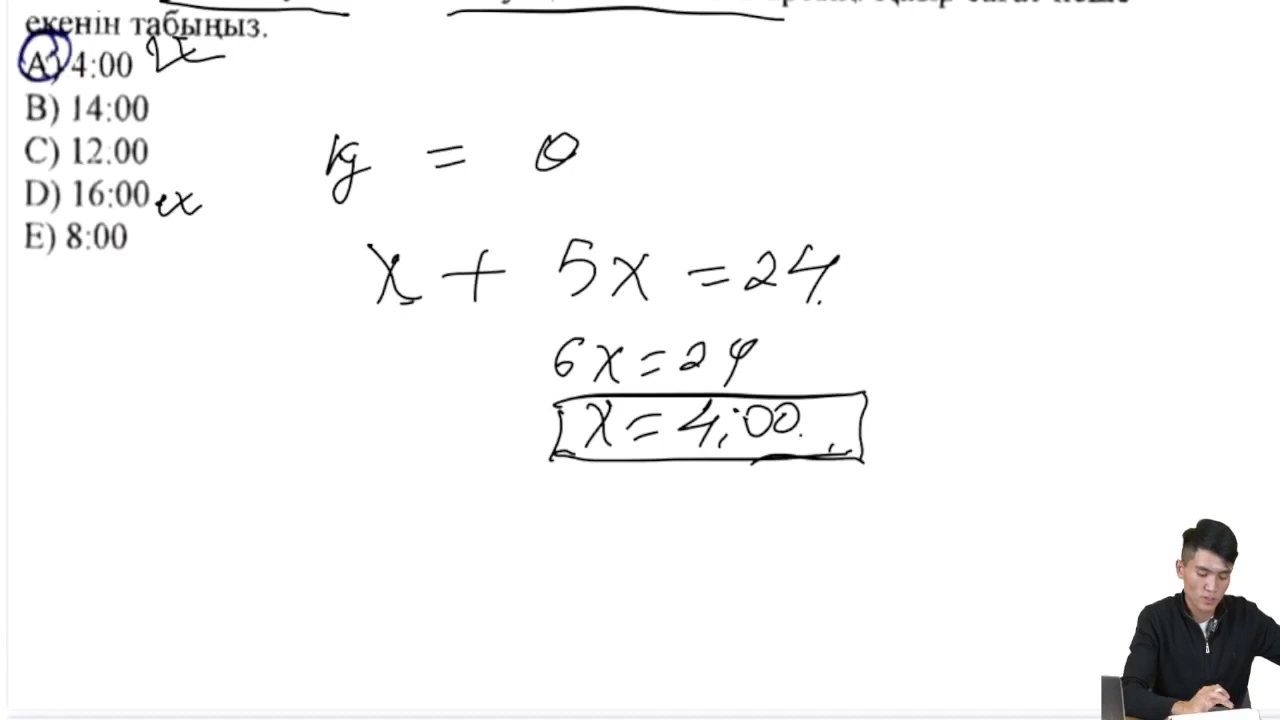 екенін табыңыз.
A) 4:00
B) 14:00
C) 12:00
D) 16:00
E) 8:00
= 0
x + 5x = 24
6x = 24
x = 4:00